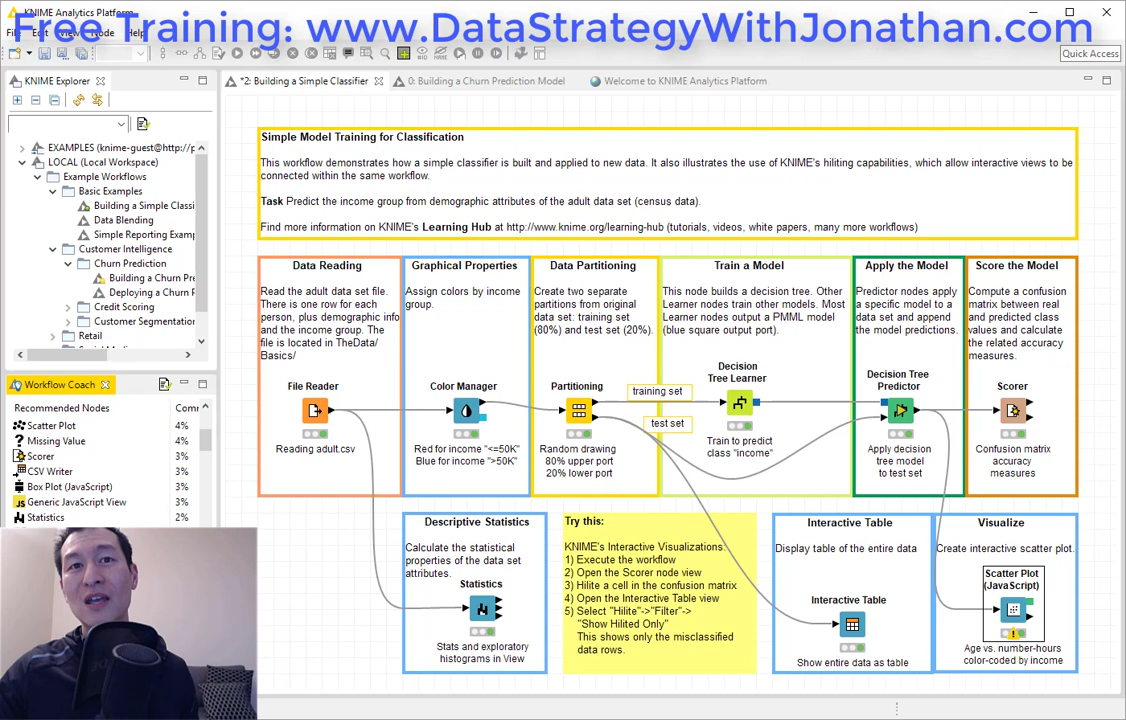 KNIME Analytics Platform
Free Training: www.DataStrategyWithJonathan.com
File Edit View Node Help
Quick Access
KNIME Explorer
*2: Building a Simple Classifier
0: Building a Churn Prediction Model
Welcome to KNIME Analytics Platform
EXAMPLES (knime-guest@http://p
LOCAL (Local Workspace)
Example Workflows
Basic Examples
Building a Simple Classi
Data Blending
Simple Reporting Examp
Customer Intelligence
Churn Prediction
Building a Churn Pre
Deploying a Churn P
Credit Scoring
Customer Segmentation
Retail
Workflow Coach
Recommended Nodes
Comr
Scatter Plot
4%
Missing Value
4%
Scorer
3%
CSV Writer
3%
Box Plot (JavaScript)
3%
Generic JavaScript View
3%
Statistics
2%
Simple Model Training for Classification
This workflow demonstrates how a simple classifier is built and applied to new data. It also illustrates the use of KNIME's hiliting capabilities, which allow interactive views to be
connected within the same workflow.
Task Predict the income group from demographic attributes of the adult data set (census data).
Find more information on KNIME's Learning Hub at http://www.knime.org/learning-hub (tutorials, videos, white papers, many more workflows)
Data Reading
Read the adult data set file.
There is one row for each
person, plus demographic info
and the income group. The
file is located in TheData/
Basics/
File Reader
Reading adult.csv
Graphical Properties
Assign colors by income
group.
Color Manager
Red for income "<=50K"
Blue for income ">50K"
Data Partitioning
Create two separate
partitions from original
data set: training set
(80%) and test set (20%).
Partitioning
Random drawing
80% upper port
20% lower port
training set
test set
Train a Model
This node builds a decision tree. Other
Learner nodes train other models. Most
Learner nodes output a PMML model
(blue square output port).
Decision
Tree Learner
Train to predict
class "income"
Apply the Model
Predictor nodes apply
a specific model to a
data set and append
the model predictions.
Decision Tree
Predictor
Apply decision
tree model
to test set
Score the Model
Compute a confusion
matrix between real
and predicted class
values and calculate
the related accuracy
measures.
Scorer
Confusion matrix
accuracy
measures
Descriptive Statistics
Calculate the statistical
properties of the data set
attributes.
Statistics
Stats and exploratory
histograms in View
Try this:
KNIME's Interactive Visualizations:
1) Execute the workflow
2) Open the Scorer node view
3) Hilite a cell in the confusion matrix
4) Open the Interactive Table view
5) Select "Hilite"->"Filter"->
"Show Hilited Only"
This shows only the misclassified
data rows.
Interactive Table
Display table of the entire data
Interactive Table
Show entire data as table
Visualize
Create interactive scatter plot.
Scatter Plot
(JavaScript)
Age vs. number-hours
color-coded by income